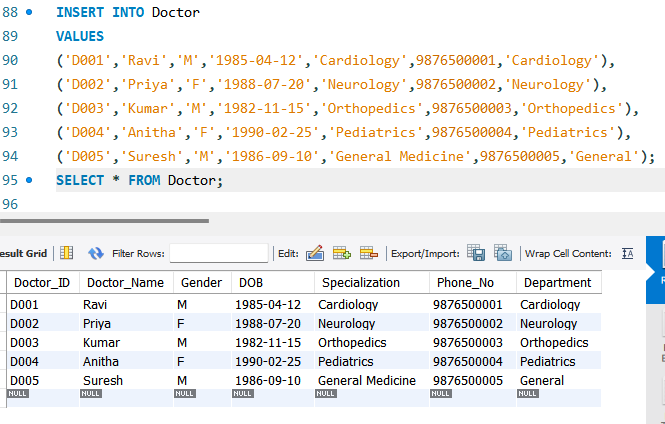 88 INSERT INTO Doctor
89 VALUES
90 ('D001','Ravi','M','1985-04-12','Cardiology',9876500001,'Cardiology'),
91 ('D002','Priya','F','1988-07-20','Neurology',9876500002,'Neurology'),
92 ('D003','Kumar','M','1982-11-15','Orthopedics',9876500003,'Orthopedics'),
93 ('D004','Anitha','F','1990-02-25','Pediatrics',9876500004,'Pediatrics'),
94 ('D005','Suresh','M','1986-09-10','General Medicine',9876500005,'General');
95 SELECT * FROM Doctor;
96
esult Grid Filter Rows: Edit: Export/Import: Wrap Cell Content: IA
Doctor_ID Doctor_Name Gender DOB Specialization Phone_No Department
D001 Ravi M 1985-04-12 Cardiology 9876500001 Cardiology
D002 Priya F 1988-07-20 Neurology 9876500002 Neurology
D003 Kumar M 1982-11-15 Orthopedics 9876500003 Orthopedics
D004 Anitha F 1990-02-25 Pediatrics 9876500004 Pediatrics
D005 Suresh M 1986-09-10 General Medicine 9876500005 General
NULL NULL NULL NULL NULL NULL NULL